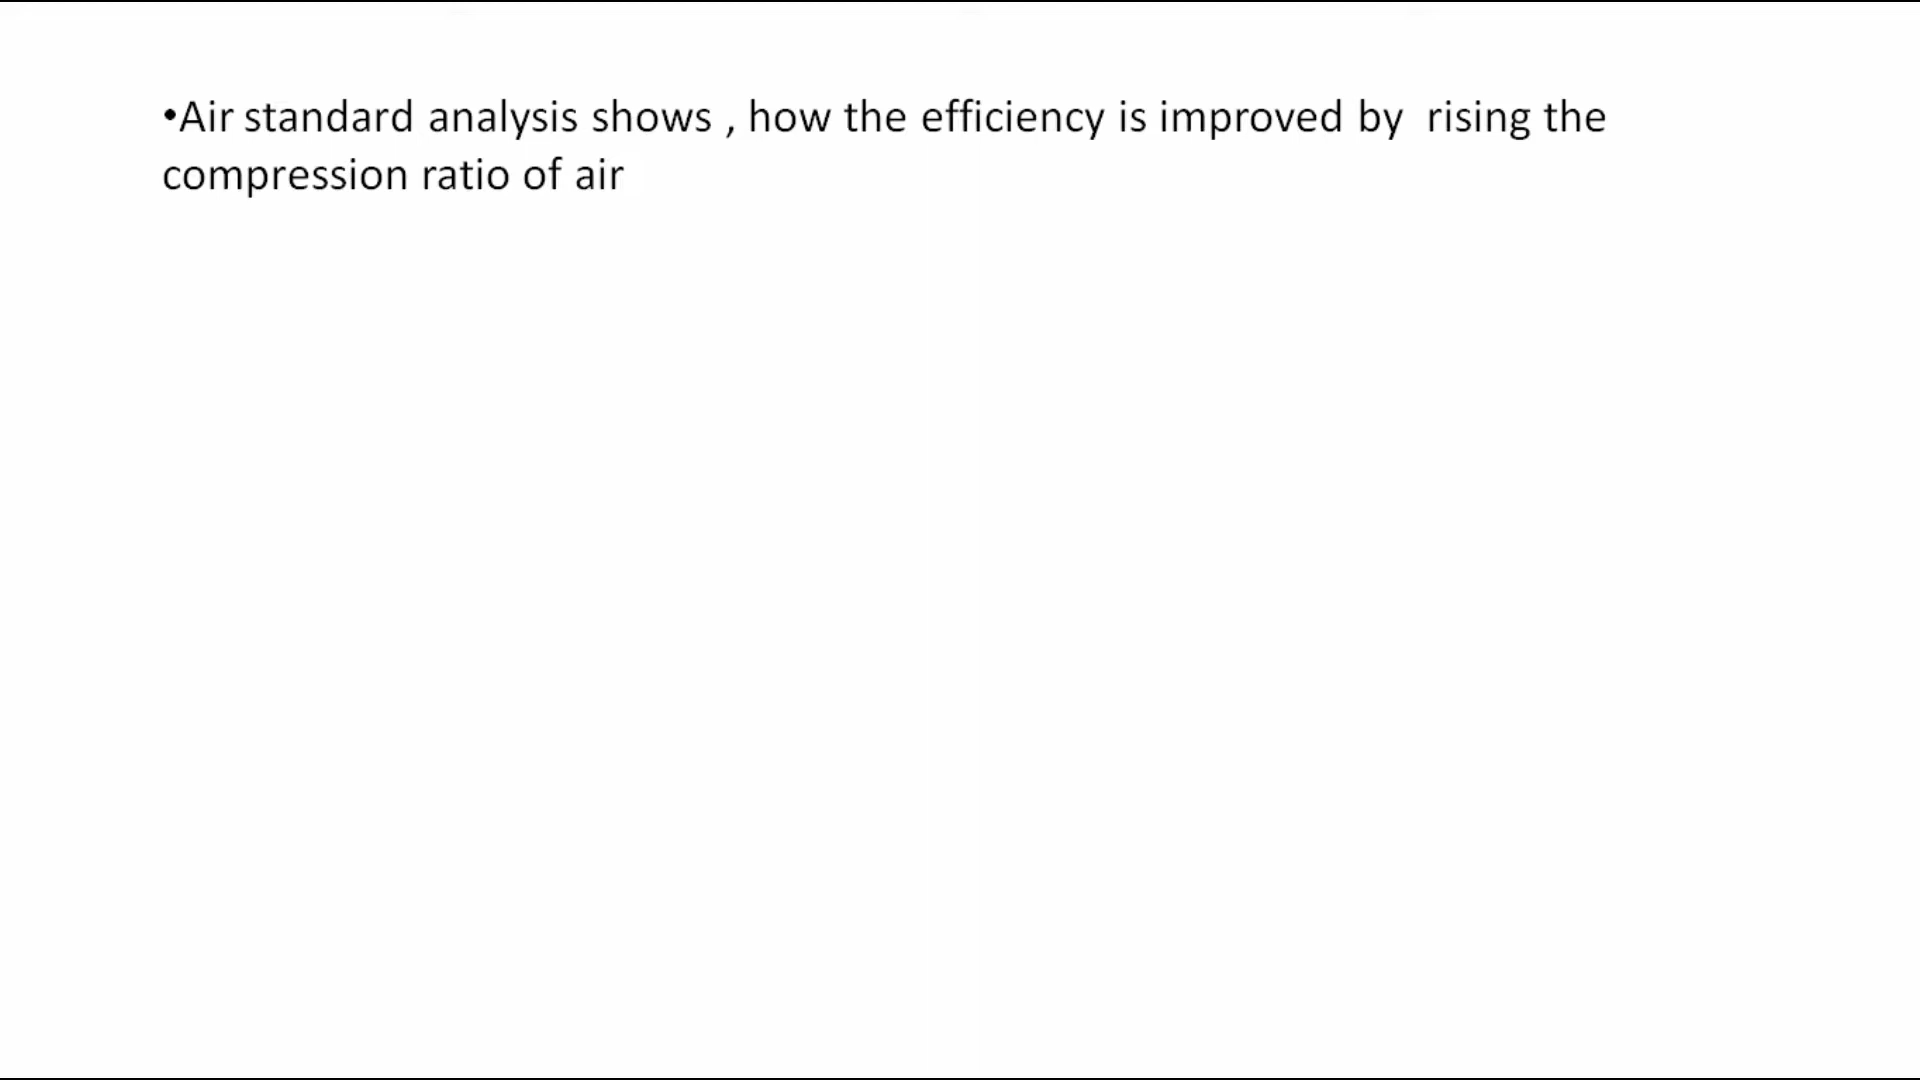 •Air standard analysis shows , how the efficiency is improved by  rising the
compression ratio of air